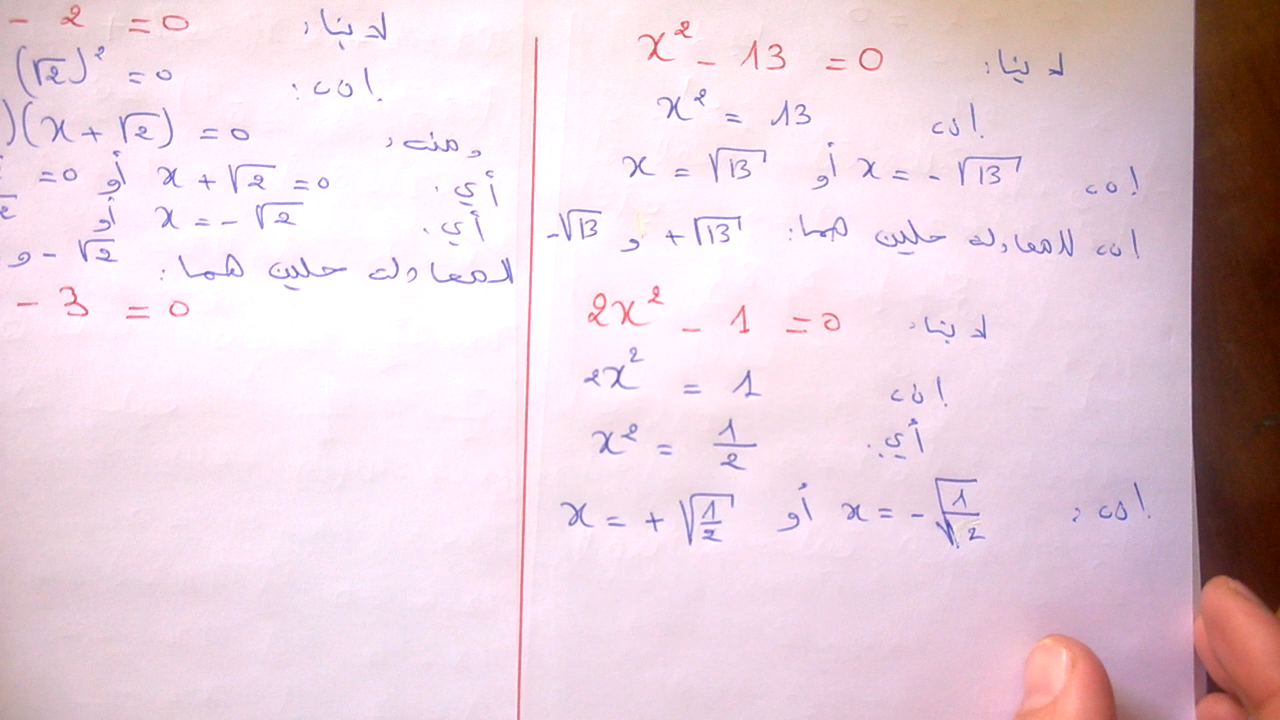 - 2 = 0 لدينا:
(√2)² = 0 إذن:
)(x + √2) = 0 ومنه:
= 0 أو x + √2 = 0 أي:
أو x = - √2 أي:
المعادلة حلين هما: - √2 و
- 3 = 0
x² - 13 = 0 لدينا:
x² = 13 إذن
x = √13 أو x = - √13 إذن
إذن للمعادلة حلين هما: +√13 و -√13
2x² - 1 = 0 لدينا:
2x² = 1 إذن
x² = 1/2 أي:
x = + √(1/2) أو x = - √(1/2) إذن: